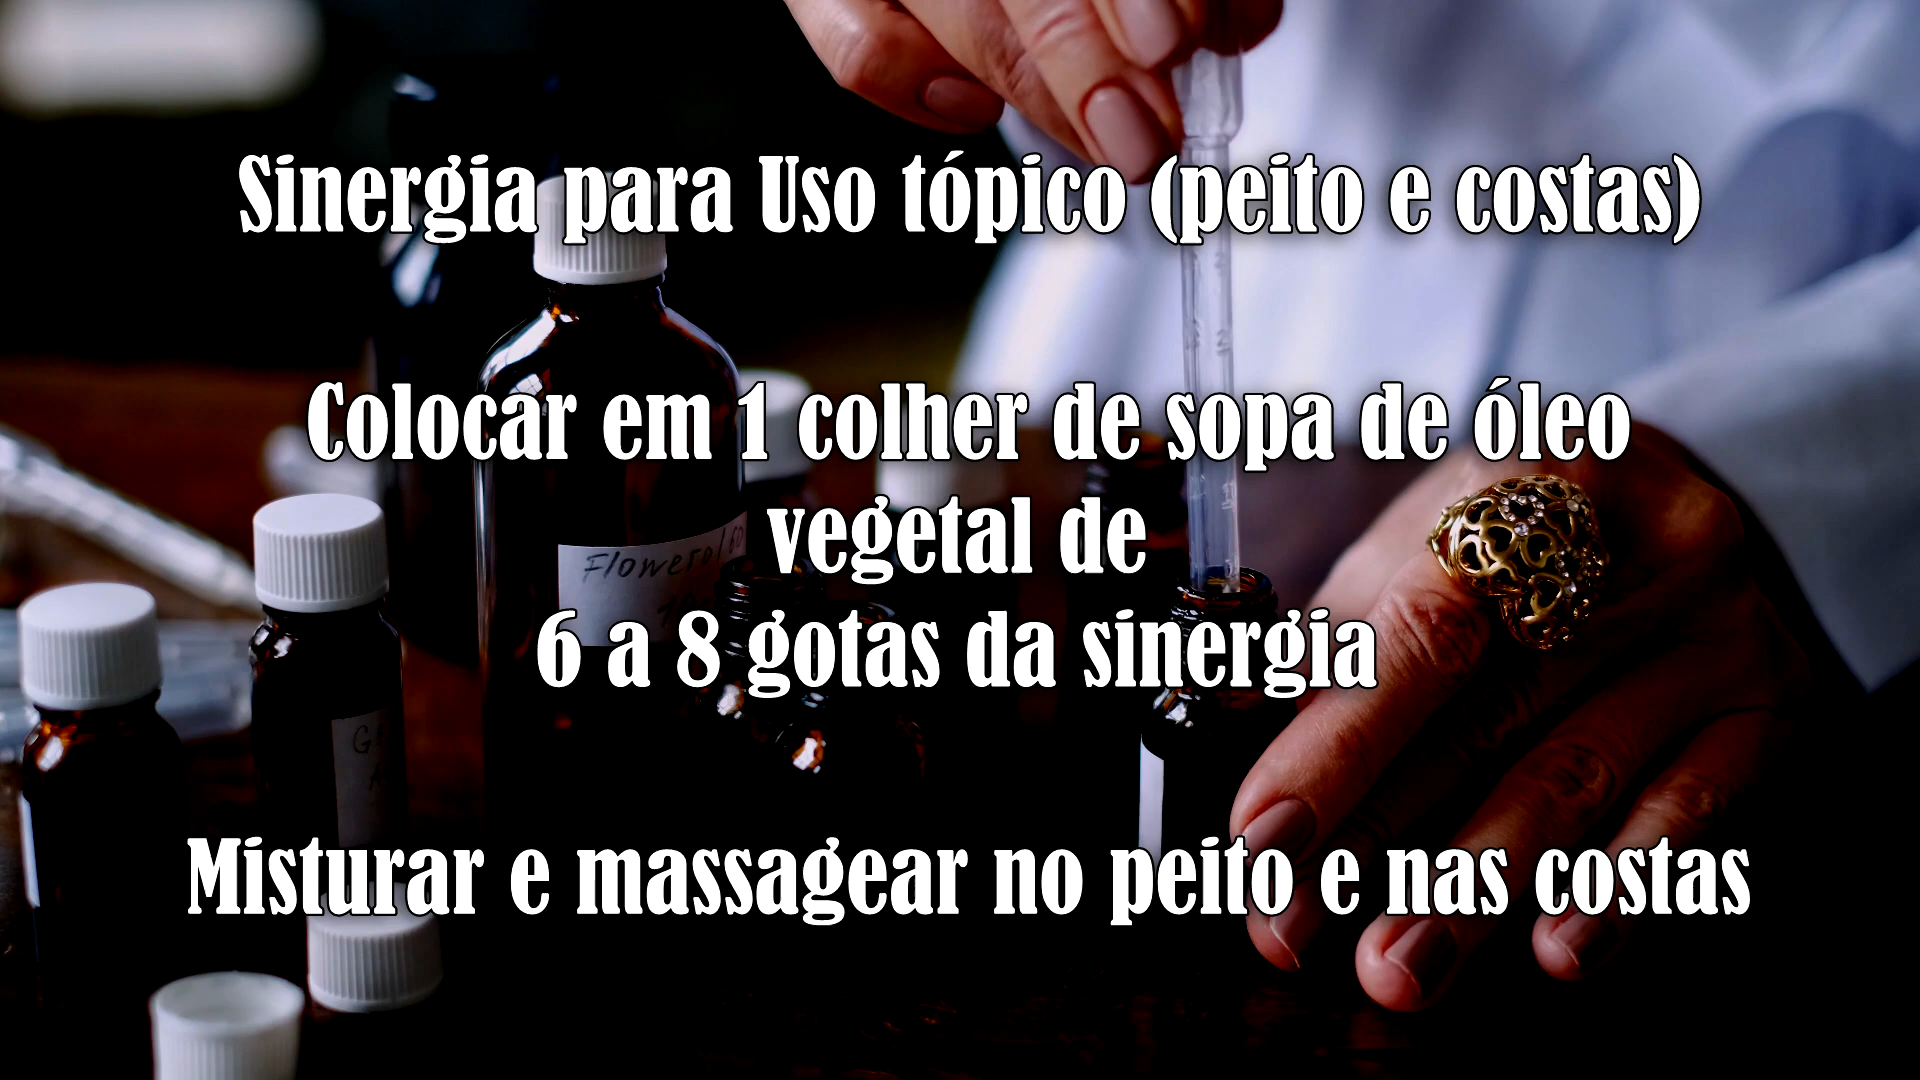 Sinergia para Uso tópico (peito e costas)
Colocar em 1 colher de sopa de óleo
vegetal de
6 a 8 gotas da sinergia
Misturar e massagear no peito e nas costas